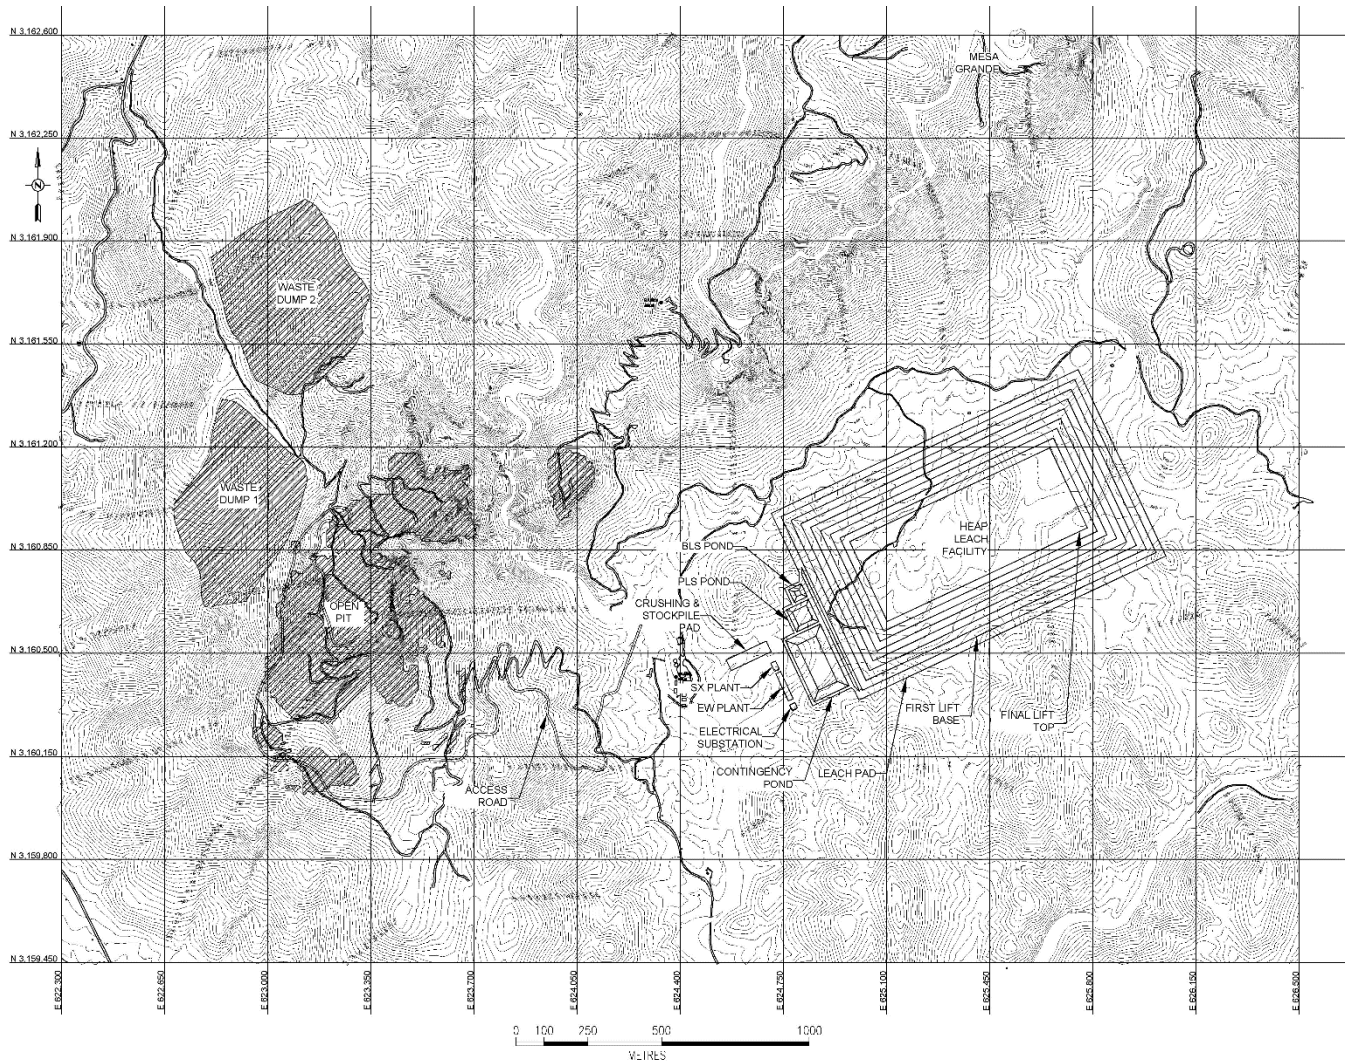 N 3.162.600
MESA
GRANDE
N 3.162.250
N
N 3.161.900
WASTE
DUMP 2
N 3.161.550
N 3.161.200
WASTE
DUMP 1
HEAP
LEACH
FACILITY
N 3.160.850
BLS POND
PLS POND
CRUSHING &
STOCKPILE
PAD
OPEN
PIT
N 3.160.500
SX PLANT
EW PLANT
FIRST LIFT
BASE
FINAL LIFT
TOP
ELECTRICAL
SUBSTATION
N 3.160.150
CONTINGENCY
POND
LEACH PAD
ACCESS
ROAD
N 3.159.800
N 3.159.450
E 622.300
E 622.650
E 623.000
E 623.350
E 623.700
E 624.050
E 624.400
E 624.750
E 625.100
E 625.450
E 625.800
E 626.150
E 626.500
0 100 250 500 1000
METRES